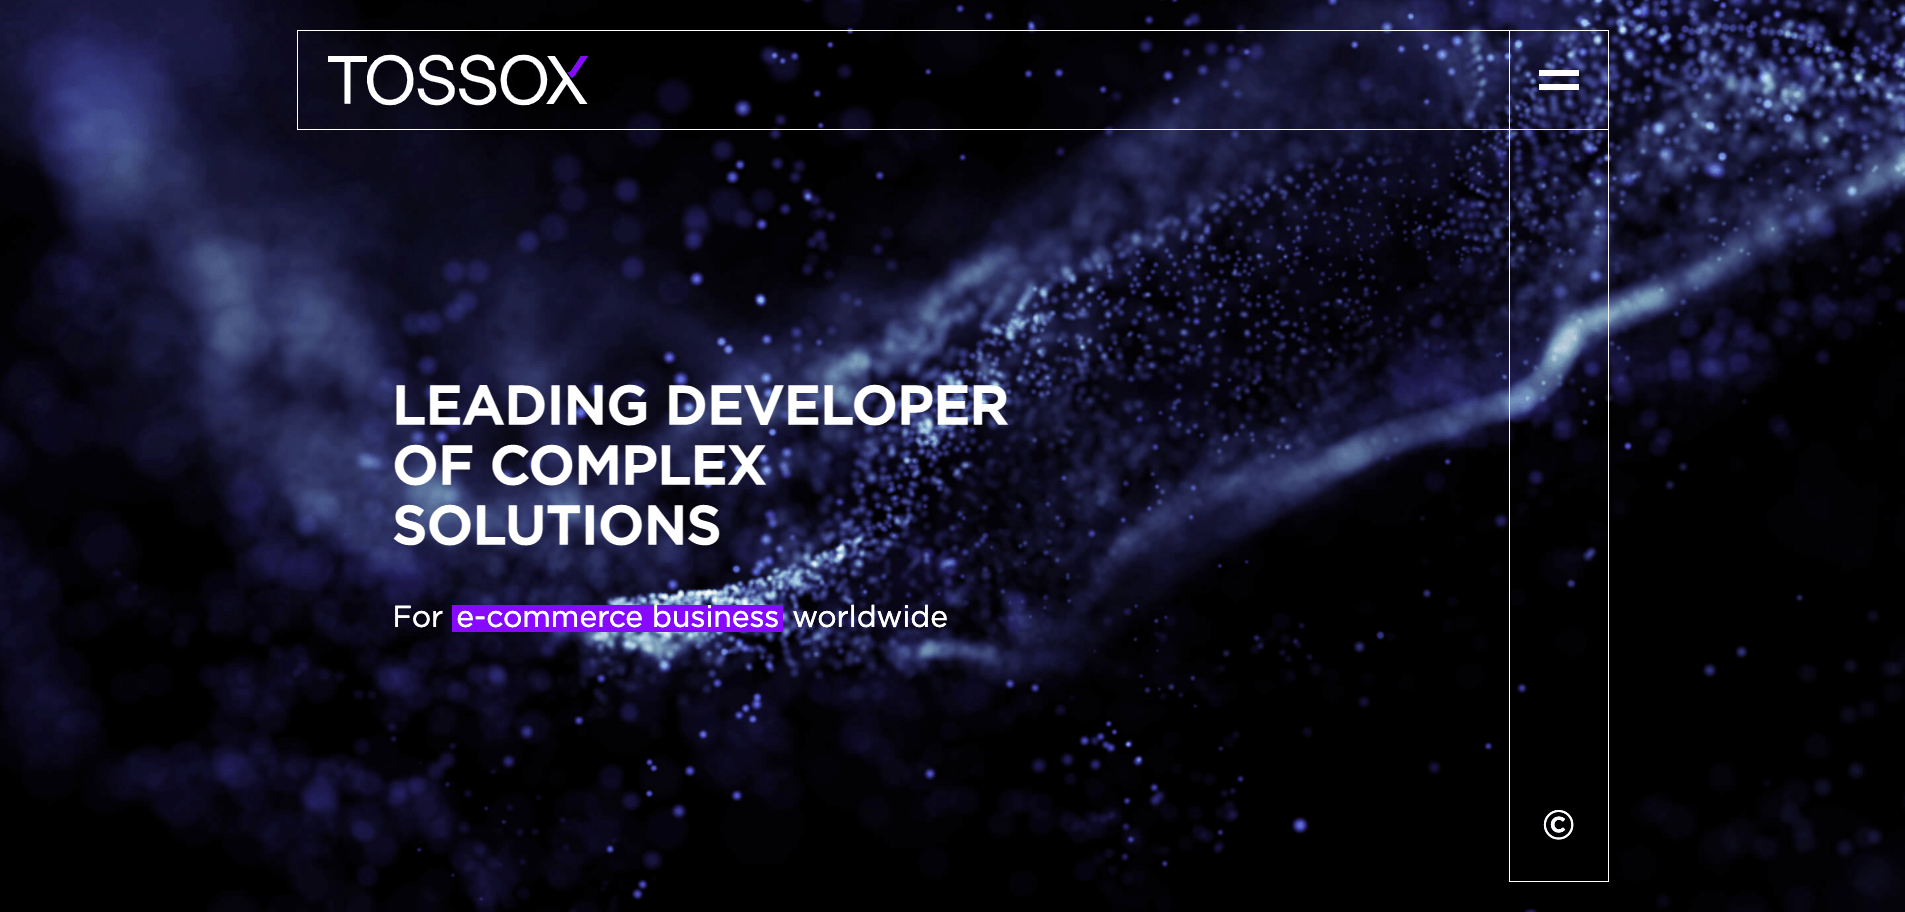 TOSSOX
LEADING DEVELOPER
OF COMPLEX
SOLUTIONS
For e-commerce business worldwide
©